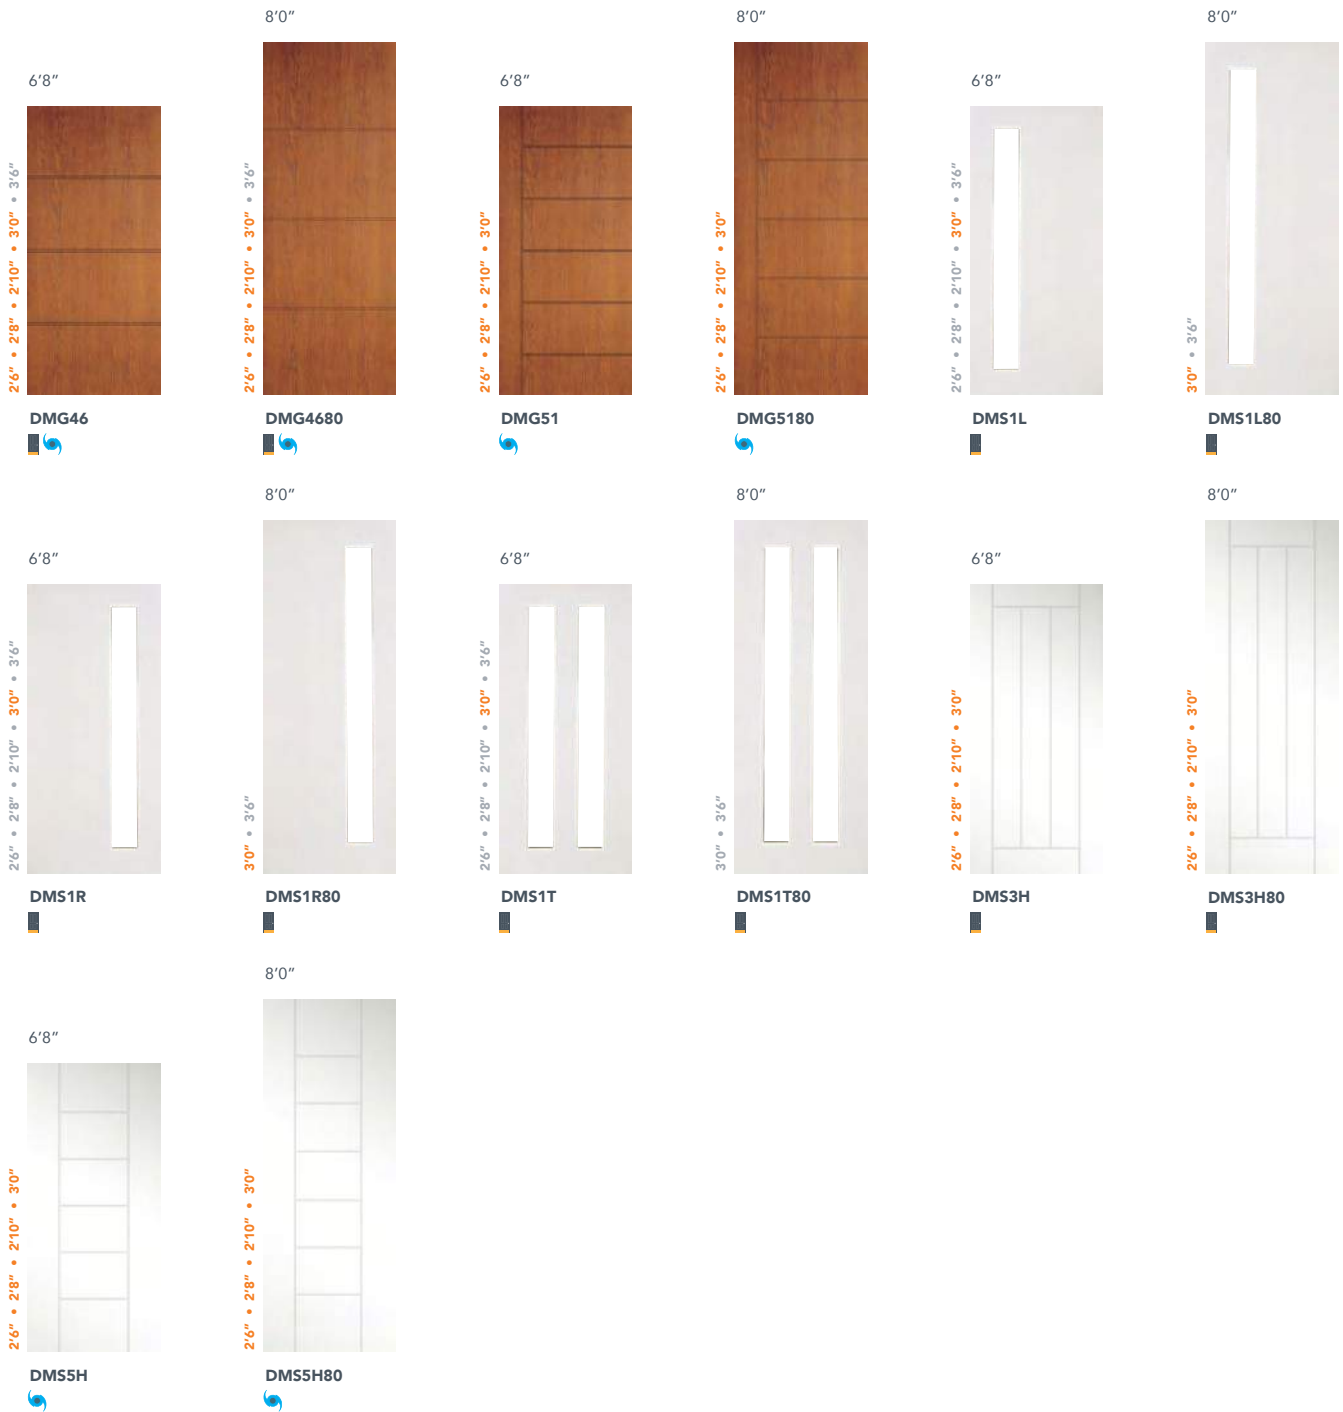 8'0"
8'0"
8'0"
6'8"
6'8"
6'8"
2'6" • 2'8" • 2'10" • 3'0" • 3'6"
2'6" • 2'8" • 2'10" • 3'0" • 3'6"
2'6" • 2'8" • 2'10" • 3'0"
2'6" • 2'8" • 2'10" • 3'0"
2'6" • 2'8" • 2'10" • 3'0" • 3'6"
3'0" • 3'6"
DMG46
DMG4680
DMG51
DMG5180
DMS1L
DMS1L80
8'0"
8'0"
8'0"
6'8"
6'8"
6'8"
2'6" • 2'8" • 2'10" • 3'0" • 3'6"
3'0" • 3'6"
2'6" • 2'8" • 2'10" • 3'0" • 3'6"
3'0" • 3'6"
2'6" • 2'8" • 2'10" • 3'0"
2'6" • 2'8" • 2'10" • 3'0"
DMS1R
DMS1R80
DMS1T
DMS1T80
DMS3H
DMS3H80
8'0"
6'8"
2'6" • 2'8" • 2'10" • 3'0"
2'6" • 2'8" • 2'10" • 3'0"
DMS5H
DMS5H80